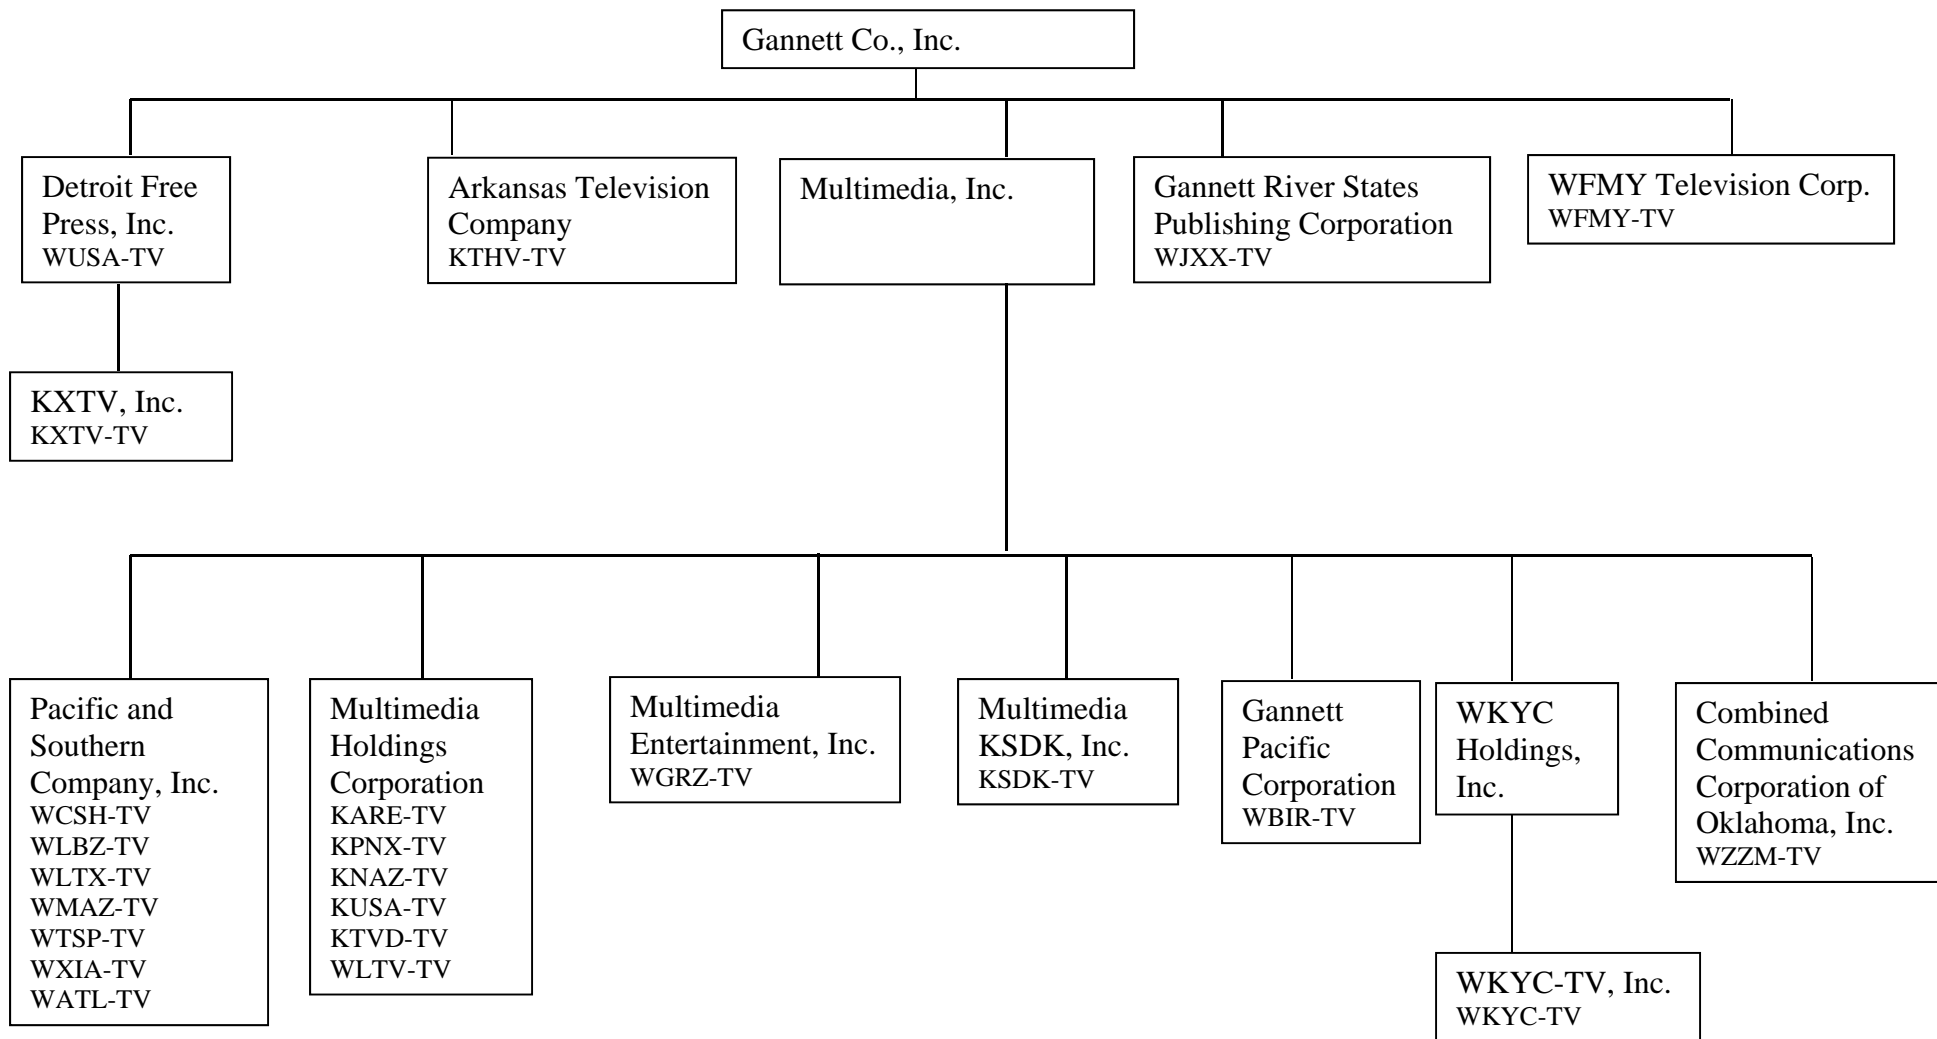 Gannett Co., Inc.
Detroit Free
Press, Inc.
WUSA-TV
Arkansas Television
Company
KTHV-TV
Multimedia, Inc.
Gannett River States
Publishing Corporation
WJXX-TV
WFMY Television Corp.
WFMY-TV
KXTV, Inc.
KXTV-TV
Pacific and
Southern
Company, Inc.
WCSH-TV
WLBZ-TV
WLTX-TV
WMAZ-TV
WTSP-TV
WXIA-TV
WATL-TV
Multimedia
Holdings
Corporation
KARE-TV
KPNX-TV
KNAZ-TV
KUSA-TV
KTVD-TV
WLTV-TV
Multimedia
Entertainment, Inc.
WGRZ-TV
Multimedia
KSDK, Inc.
KSDK-TV
Gannett
Pacific
Corporation
WBIR-TV
WKYC
Holdings,
Inc.
Combined
Communications
Corporation of
Oklahoma, Inc.
WZZM-TV
WKYC-TV, Inc.
WKYC-TV